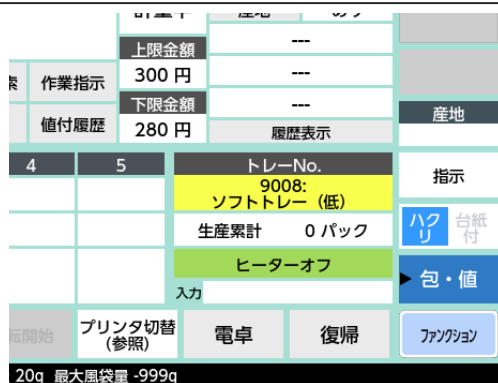 上限金額
300 円
---
---
作業指示
下限金額
280 円
---
産地
値付履歴
履歴表示
4
5
トレーNo.
指示
9008:
ソフトトレー（低）
生産累計 0 パック
ハクリ
台紙付
ヒーターオフ
▶ 包・値
入力
プリンタ切替
(参照)
電卓
復帰
ファンクション
20g 最大風袋量 -999g